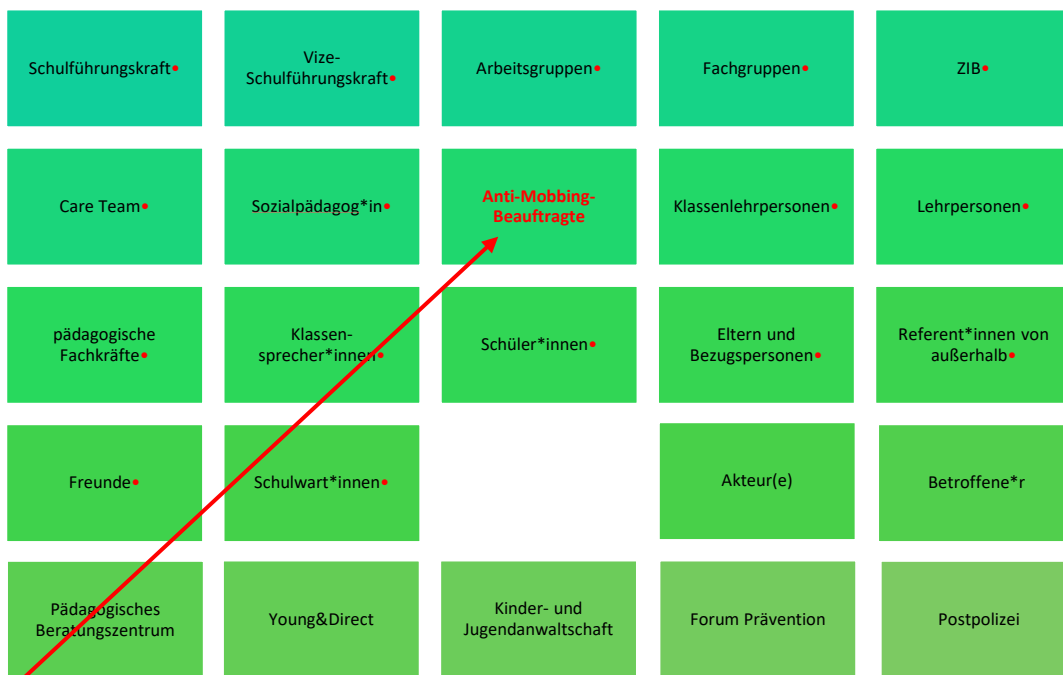 Schulführungskraft•
Vize-
Schulführungskraft•
Arbeitsgruppen•
Fachgruppen•
ZIB•
Care Team•
Sozialpädagog*in•
Anti-Mobbing-
Beauftragte
Klassenlehrpersonen•
Lehrpersonen•
pädagogische
Fachkräfte•
Klassen-
sprecher*innen•
Schüler*innen•
Eltern und
Bezugspersonen•
Referent*innen von
außerhalb•
Freunde•
Schulwart*innen•
Akteur(e)
Betroffene*r
Pädagogisches
Beratungszentrum
Young&Direct
Kinder- und
Jugendanwaltschaft
Forum Prävention
Postpolizei